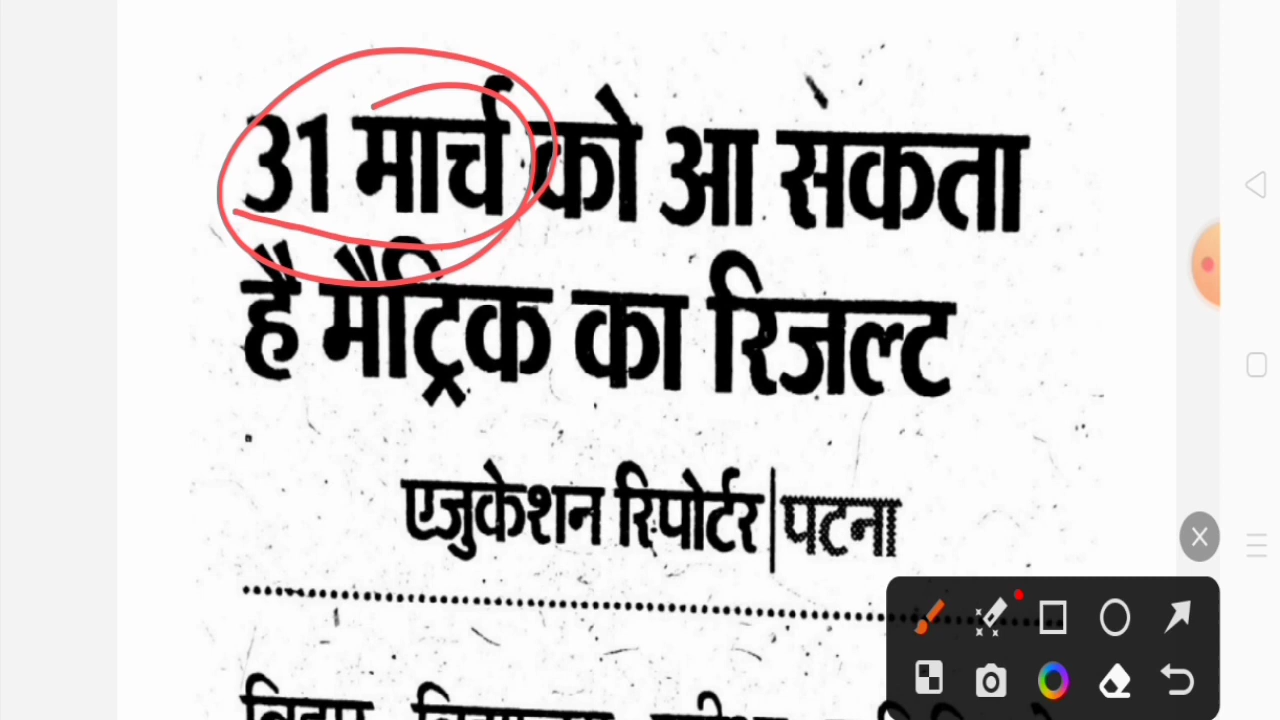 31 मार्च को आ सकता
है मैट्रिक का रिजल्ट
एजुकेशन रिपोर्टर|पटना